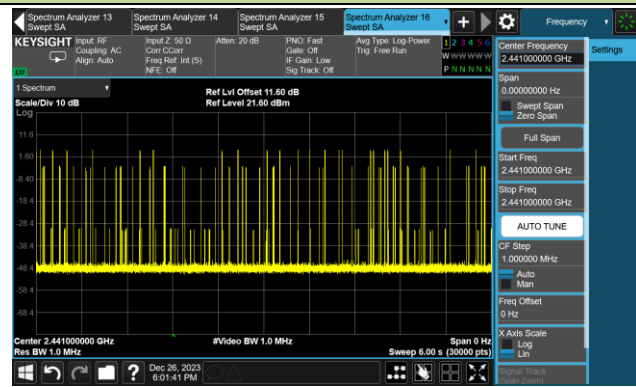 Spectrum Analyzer 13
Swept SA
Spectrum Analyzer 14
Swept SA
Spectrum Analyzer 15
Swept SA
Spectrum Analyzer 16
Swept SA
Frequency
KEYSIGHT
Input: RF
Coupling: AC
Align: Auto
Input Z: 50 Ω
Corr CCorr
Freq Ref: Int (S)
NFE: Off
Atten: 20 dB
PNO: Fast
Gate: Off
IF Gain: Low
Sig Track: Off
Avg Type: Log-Power
Trig: Free Run
1 2 3 4 5 6
W W W W W W
P N N N N N
LXI
1 Spectrum
Scale/Div 10 dB
Log
Ref Lvl Offset 11.60 dB
Ref Level 21.60 dBm
11.6
1.60
-8.40
-18.4
-28.4
-38.4
-48.4
-58.4
-68.4
Center 2.441000000 GHz
Res BW 1.0 MHz
#Video BW 1.0 MHz
Span 0 Hz
Sweep 6.00 s (30000 pts)
Dec 26, 2023
6:01:41 PM
Center Frequency
2.441000000 GHz
Settings
Span
0.00000000 Hz
Swept Span
Zero Span
Full Span
Start Freq
2.441000000 GHz
Stop Freq
2.441000000 GHz
AUTO TUNE
CF Step
1.000000 MHz
Auto
Man
Freq Offset
0 Hz
X Axis Scale
Log
Lin
Signal Track
(Span Zoom)